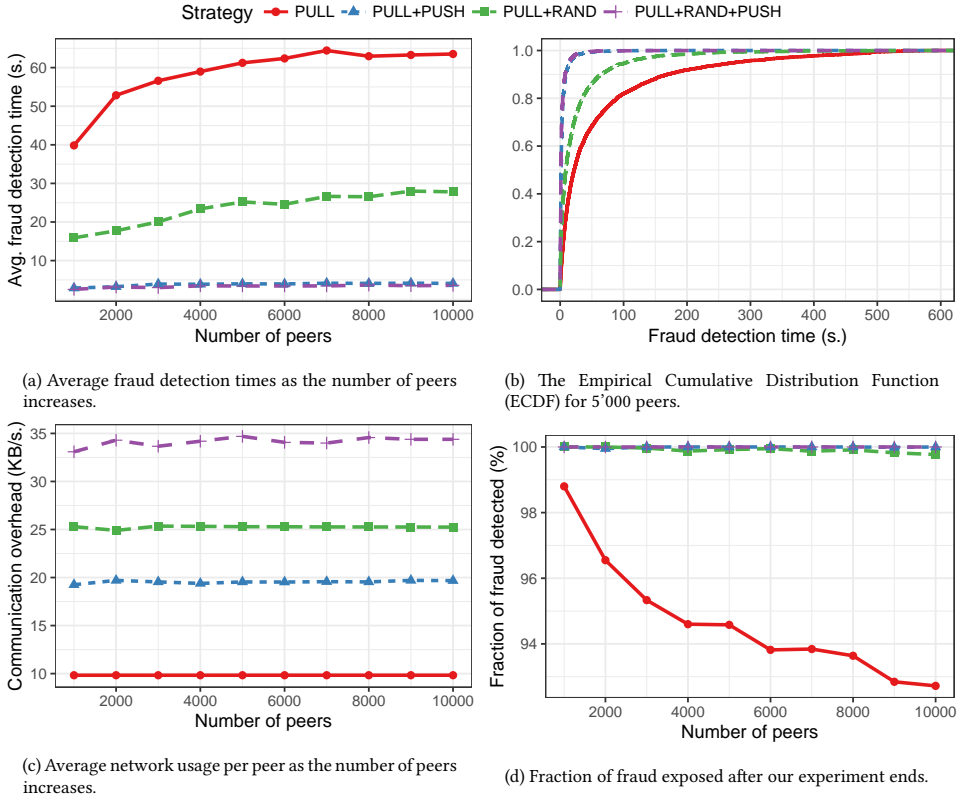 Strategy PULL PULL+PUSH PULL+RAND PULL+RAND+PUSH
Avg. fraud detection time (s.)
60
50
40
30
20
10
2000 4000 6000 8000 10000
Number of peers
(a) Average fraud detection times as the number of peers
increases.
1.0
0.8
0.6
0.4
0.2
0.0
0 100 200 300 400 500 600
Fraud detection time (s.)
(b) The Empirical Cumulative Distribution Function
(ECDF) for 5’000 peers.
Communication overhead (KB/s.)
35
30
25
20
15
10
2000 4000 6000 8000 10000
Number of peers
(c) Average network usage per peer as the number of peers
increases.
Fraction of fraud detected (%)
100
98
96
94
2000 4000 6000 8000 10000
Number of peers
(d) Fraction of fraud exposed after our experiment ends.